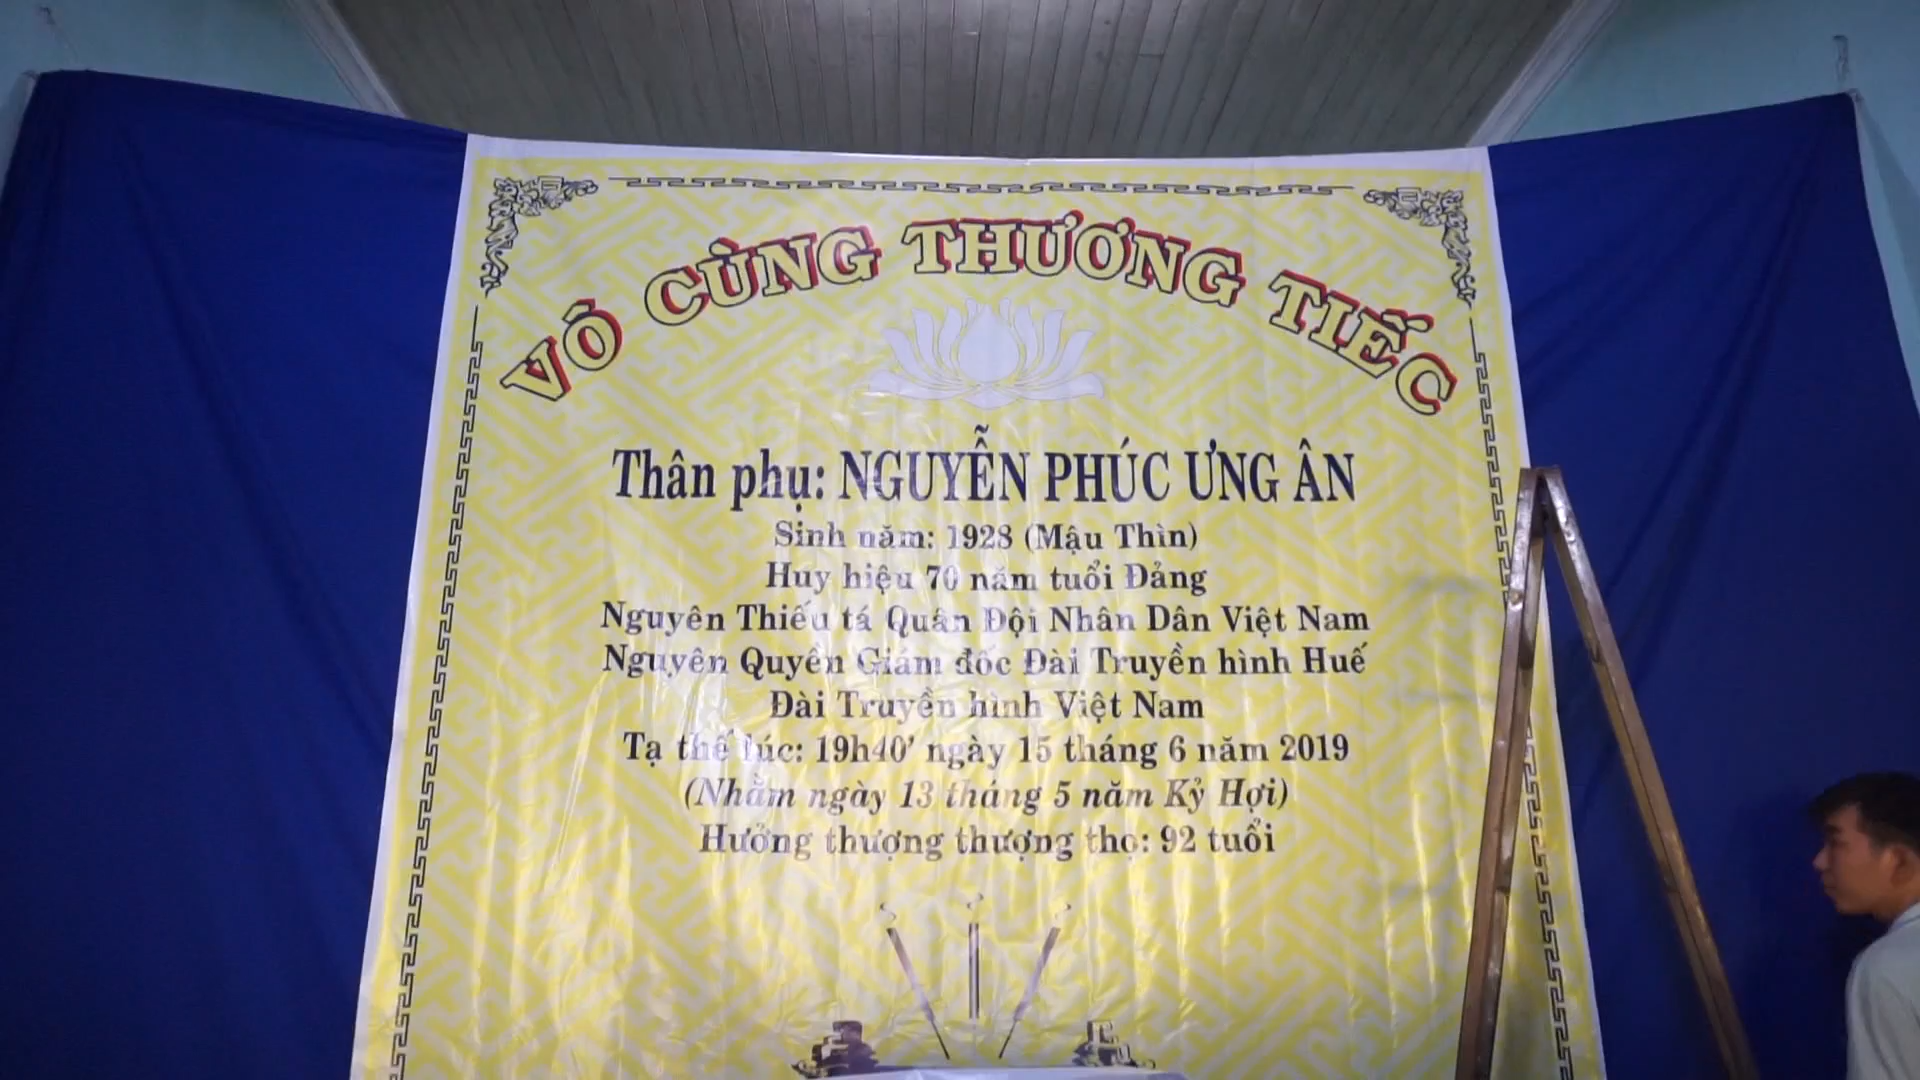 VÔ CÙNG THƯƠNG TIẾC
Thân phụ: NGUYỄN PHÚC ƯNG ÂN
Sinh năm: 1928 (Mậu Thìn)
Huy hiệu 70 năm tuổi Đảng
Nguyên Thiếu tá Quân Đội Nhân Dân Việt Nam
Nguyên Quyền Giám đốc Đài Truyền hình Huế
Đài Truyền hình Việt Nam
Tạ thế lúc: 19h40' ngày 15 tháng 6 năm 2019
(Nhằm ngày 13 tháng 5 năm Kỷ Hợi)
Hưởng thượng thượng thọ: 92 tuổi